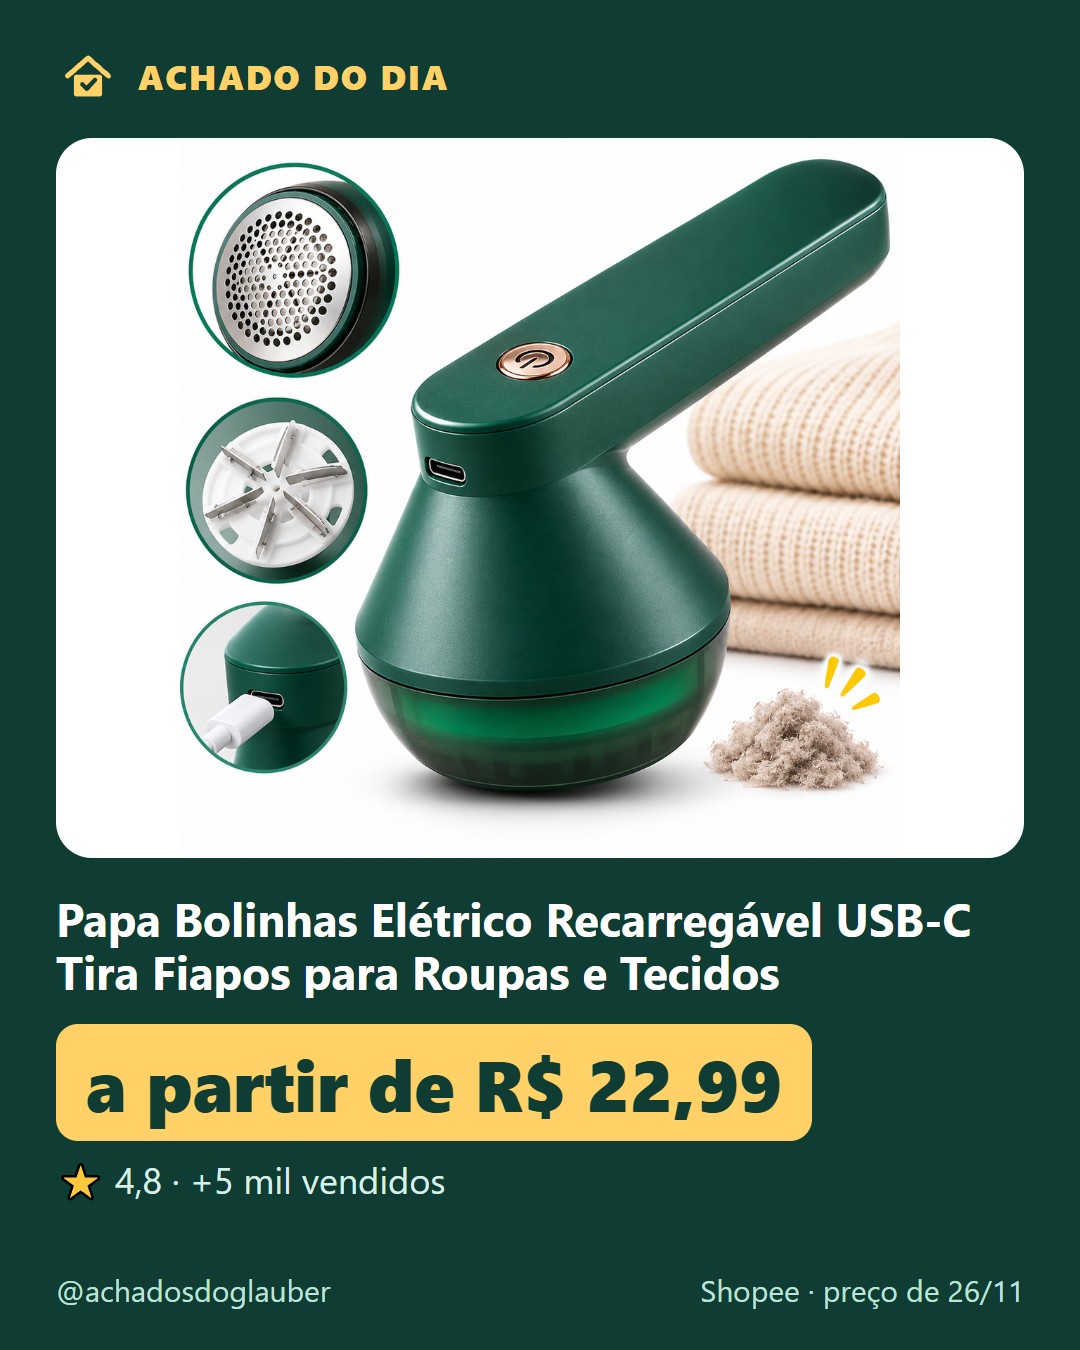 ACHADO DO DIA
Papa Bolinhas Elétrico Recarregável USB-C
Tira Fiapos para Roupas e Tecidos
a partir de R$ 22,99
4,8 · +5 mil vendidos
@achadosdoglauber
Shopee · preço de 26/11